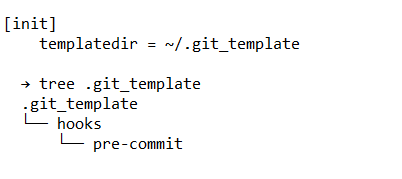 [init]
    templatedir = ~/.git_template
  → tree .git_template
  .git_template
  └── hooks
      └── pre-commit